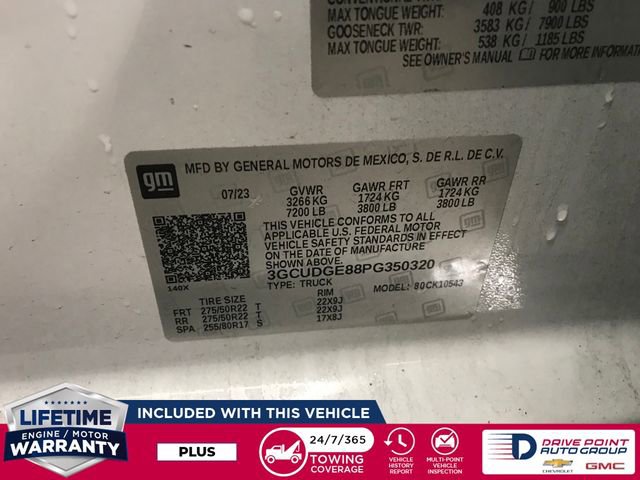 MAX TONGUE WEIGHT: 408 KG/ 900 LBS
GOOSENECK TWR: 3583 KG/ 7900 LBS
MAX TONGUE WEIGHT: 538 KG/ 1185 LBS
SEE OWNER'S MANUAL FOR MORE INFORMA
gm
MFD BY GENERAL MOTORS DE MEXICO, S. DE R.L. DE C.V.
07/23 GVWR GAWR FRT GAWR RR
3266 KG 1724 KG 1724 KG
7200 LB 3800 LB 3800 LB
THIS VEHICLE CONFORMS TO ALL
APPLICABLE U.S. FEDERAL MOTOR
VEHICLE SAFETY STANDARDS IN EFFECT
ON THE DATE OF MANUFACTURE SHOWN ABOVE.
3GCUDGE88PG350320
140X TYPE: TRUCK MODEL: 80CK10543
TIRE SIZE RIM
FRT 275/50R22 T 22X9J
RR 275/50R22 T 22X9J
SPA 255/80R17 S 17X8J
LIFETIME
ENGINE / MOTOR
WARRANTY
INCLUDED WITH THIS VEHICLE
PLUS
24/7/365
TOWING
COVERAGE
VEHICLE
HISTORY
REPORT
MULTI-POINT
VEHICLE
INSPECTION
DRIVE POINT
AUTO GROUP
CHEVROLET GMC